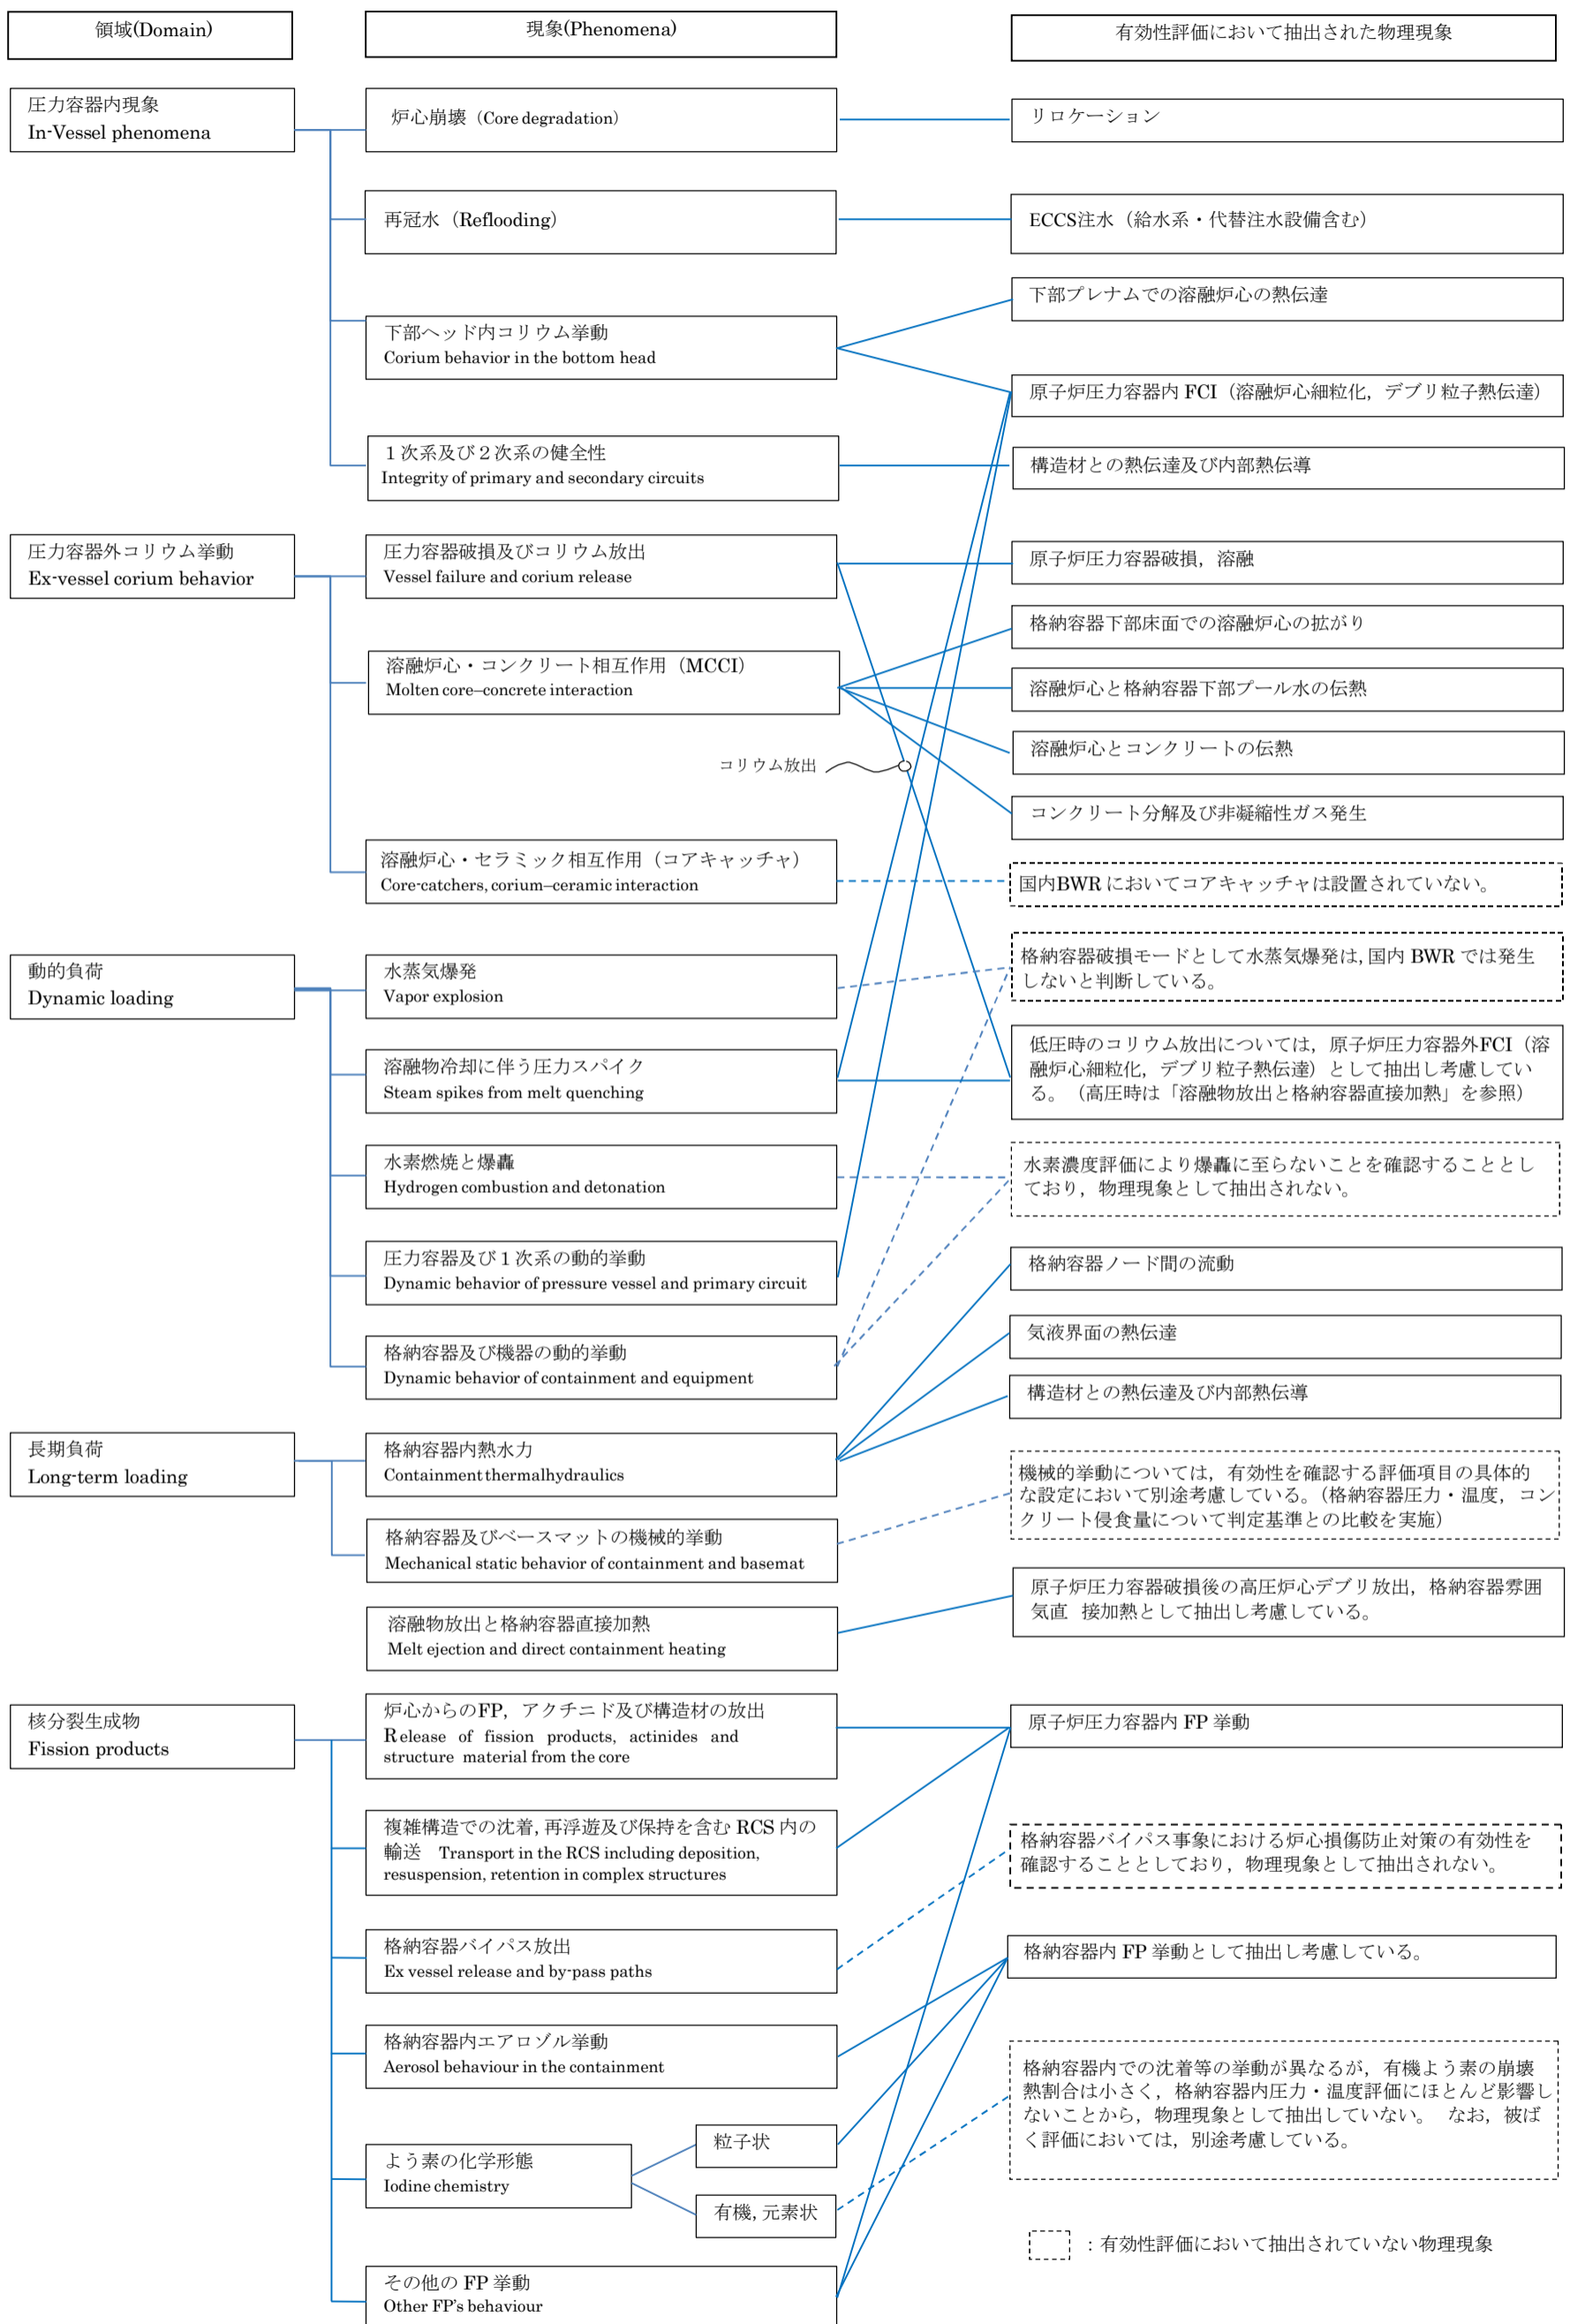 領域(Domain)
現象(Phenomena)
有効性評価において抽出された物理現象
圧力容器内現象
In-Vessel phenomena
炉心崩壊（Core degradation）
リロケーション
再冠水（Reflooding）
ECCS注水（給水系・代替注水設備含む）
下部ヘッド内コリウム挙動
Corium behavior in the bottom head
下部プレナムでの溶融炉心の熱伝達
原子炉圧力容器内 FCI（溶融炉心細粒化，デブリ粒子熱伝達）
１次系及び２次系の健全性
Integrity of primary and secondary circuits
構造材との熱伝達及び内部熱伝導
圧力容器外コリウム挙動
Ex-vessel corium behavior
圧力容器破損及びコリウム放出
Vessel failure and corium release
原子炉圧力容器破損，溶融
溶融炉心・コンクリート相互作用（MCCI）
Molten core–concrete interaction
格納容器下部床面での溶融炉心の拡がり
溶融炉心と格納容器下部プール水の伝熱
溶融炉心とコンクリートの伝熱
コンクリート分解及び非凝縮性ガス発生
コリウム放出
溶融炉心・セラミック相互作用（コアキャッチャ）
Core-catchers, corium–ceramic interaction
国内BWR においてコアキャッチャは設置されていない。
動的負荷
Dynamic loading
水蒸気爆発
Vapor explosion
格納容器破損モードとして水蒸気爆発は, 国内 BWR では発生
しないと判断している。
溶融物冷却に伴う圧力スパイク
Steam spikes from melt quenching
低圧時のコリウム放出については，原子炉圧力容器外FCI（溶
融炉心細粒化，デブリ粒子熱伝達）として抽出し考慮してい
る。（高圧時は「溶融物放出と格納容器直接加熱」を参照）
水素燃焼と爆轟
Hydrogen combustion and detonation
水素濃度評価により爆轟に至らないことを確認することとし
ており，物理現象として抽出されない。
圧力容器及び１次系の動的挙動
Dynamic behavior of pressure vessel and primary circuit
格納容器及び機器の動的挙動
Dynamic behavior of containment and equipment
長期負荷
Long-term loading
格納容器内熱水力
Containment thermalhydraulics
格納容器ノード間の流動
気液界面の熱伝達
構造材との熱伝達及び内部熱伝導
格納容器及びベースマットの機械的挙動
Mechanical static behavior of containment and basemat
機械的挙動については，有効性を確認する評価項目の具体的
な設定において別途考慮している。（格納容器圧力・温度，コン
クリート侵食量について判定基準との比較を実施）
溶融物放出と格納容器直接加熱
Melt ejection and direct containment heating
原子炉圧力容器破損後の高圧炉心デブリ放出，格納容器雰囲
気直 接加熱として抽出し考慮している。
核分裂生成物
Fission products
炉心からのFP，アクチニド及び構造材の放出
Release of fission products, actinides and
structure material from the core
原子炉圧力容器内 FP 挙動
複雑構造での沈着, 再浮遊及び保持を含む RCS 内の
輸送 Transport in the RCS including deposition,
resuspension, retention in complex structures
格納容器バイパス放出
Ex vessel release and by-pass paths
格納容器バイパス事象における炉心損傷防止対策の有効性を
確認することとしており，物理現象として抽出されない。
格納容器内エアロゾル挙動
Aerosol behaviour in the containment
格納容器内 FP 挙動として抽出し考慮している。
よう素の化学形態
Iodine chemistry
粒子状
有機, 元素状
格納容器内での沈着等の挙動が異なるが，有機よう素の崩壊
熱割合は小さく，格納容器内圧力・温度評価にほとんど影響し
ないことから，物理現象として抽出していない。 なお，被ば
く評価においては，別途考慮している。
その他の FP 挙動
Other FP's behaviour
：有効性評価において抽出されていない物理現象